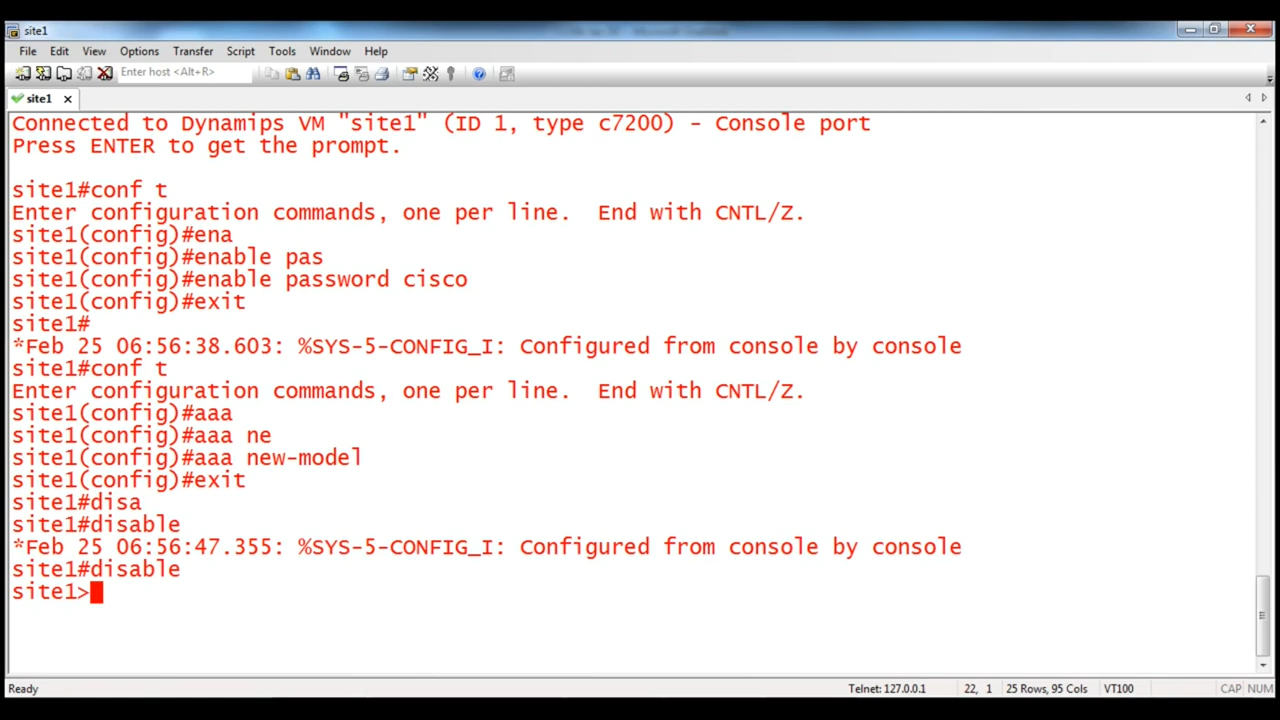 site1
File Edit View Options Transfer Script Tools Window Help
Enter host <Alt+R>
site1
Connected to Dynamips VM "site1" (ID 1, type c7200) - Console port
Press ENTER to get the prompt.
site1#conf t
Enter configuration commands, one per line.  End with CNTL/Z.
site1(config)#ena
site1(config)#enable pas
site1(config)#enable password cisco
site1(config)#exit
site1#
*Feb 25 06:56:38.603: %SYS-5-CONFIG_I: Configured from console by console
site1#conf t
Enter configuration commands, one per line.  End with CNTL/Z.
site1(config)#aaa
site1(config)#aaa ne
site1(config)#aaa new-model
site1(config)#exit
site1#disa
site1#disable
*Feb 25 06:56:47.355: %SYS-5-CONFIG_I: Configured from console by console
site1#disable
site1>
Ready Telnet: 127.0.0.1 22, 1 25 Rows, 95 Cols VT100 CAP NUM